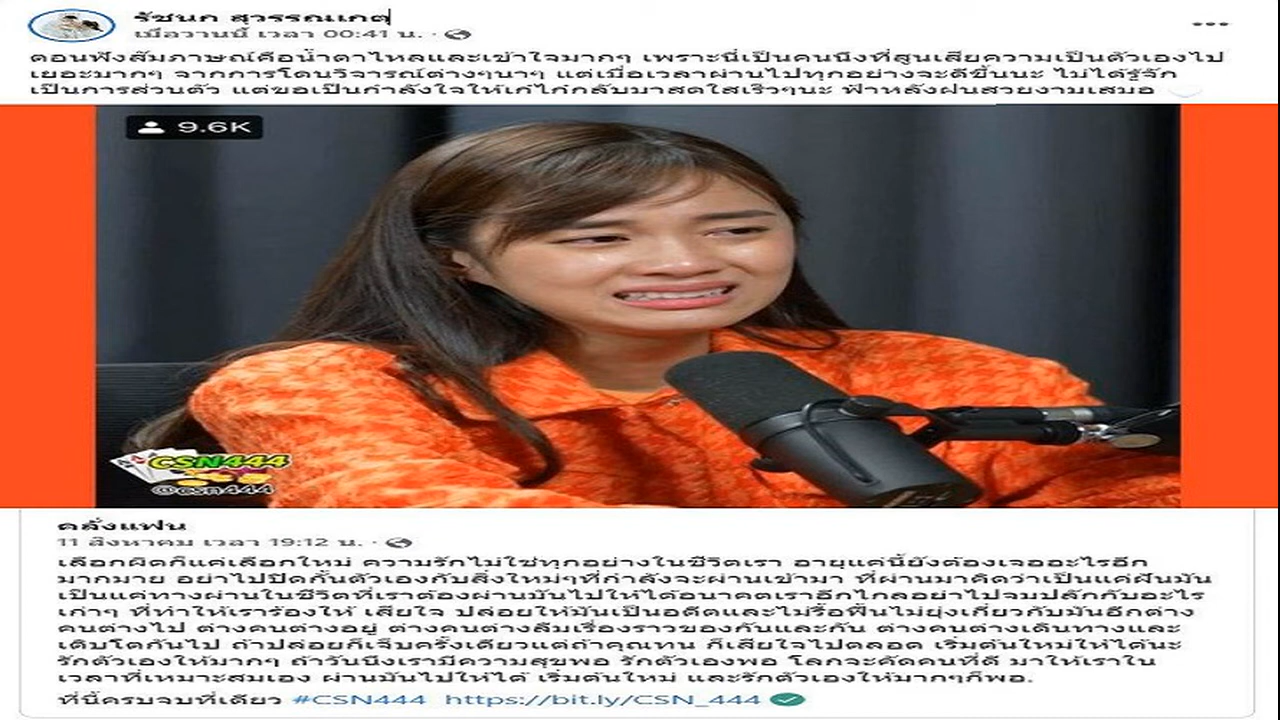 รัชนก สุวรรณเกตุ
เมื่อวานนี้ เวลา 00:41 น. ·
ตอนฟังสัมภาษณ์คือน้ำตาไหลและเข้าใจมากๆ เพราะนี่เป็นคนนึงที่สูนเสียความเป็นตัวเองไป
เยอะมากๆ จากการโดนวิจารณ์ต่างๆนาๆ แต่เมื่อเวลาผ่านไปทุกอย่างจะดีขึ้นนะ ไม่ได้รู้จัก
เป็นการส่วนตัว แต่ขอเป็นกำลังใจให้เก๋ไก๋กลับมาสดใสเร็วๆนะ ฟ้าหลังฝนสวยงามเสมอ
9.6K
CSN444
@csn444
คลั่งแฟน
11 สิงหาคม เวลา 19:12 น. ·
เลือกผิดก็แค่เลือกใหม่ ความรักไม่ใช่ทุกอย่างในชีวิตเรา อายุแค่นี้ยังต้องเจออะไรอีก
มากมาย อย่าไปปิดกั้นตัวเองกับสิ่งใหม่ๆที่กำลังจะผ่านเข้ามา ที่ผ่านมาคิดว่าเป็นแค่ฝันมัน
เป็นแค่ทางผ่านในชีวิตที่เราต้องผ่านมันไปให้ได้อนาคตเราอีกไกลอย่าไปจมปลักกับอะไร
เก่าๆ ที่ทำให้เราร้องให้ เสียใจ ปล่อยให้มันเป็นอดีตและไม่รื้อฟื้นไม่ยุ่งเกี่ยวกับมันอีกต่าง
คนต่างไป ต่างคนต่างอยู่ ต่างคนต่างลืมเรื่องราวของกันและกัน ต่างคนต่างเดินทางและ
เติบโตกันไป ถ้าปล่อยก็เจ็บครั้งเดียวแต่ถ้าคุณทน ก็เสียใจไปตลอด เริ่มต้นใหม่ให้ได้นะ
รักตัวเองให้มากๆ ถ้าวันนึงเรามีความสุขพอ รักตัวเองพอ โลกจะคัดคนที่ดี มาให้เราใน
เวลาที่เหมาะสมเอง ผ่านมันไปให้ได้ เริ่มต้นใหม่ และรักตัวเองให้มากๆก็พอ.
ที่นี้ครบจบที่เดียว #CSN444 https://bit.ly/CSN_444